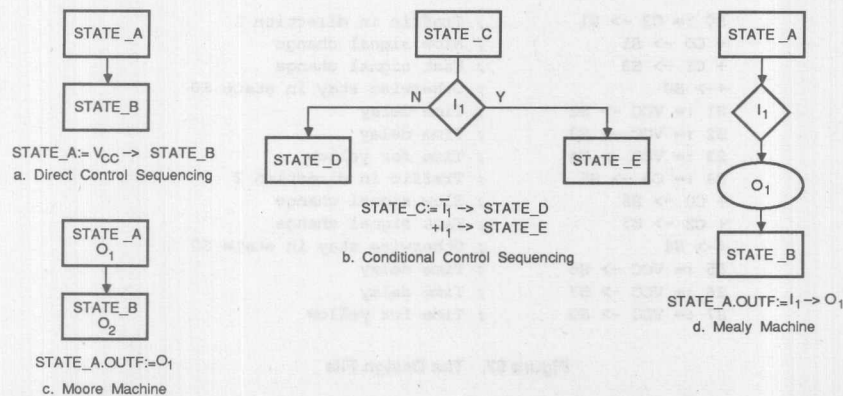 STATE_A
STATE_B
STATE_A:= VCC -> STATE_B
a. Direct Control Sequencing
STATE_A
O1
STATE_B
O2
STATE_A.OUTF:=O1
c. Moore Machine
STATE_C
N I1 Y
STATE_D STATE_E
STATE_C:= I̅1 -> STATE_D
+I1 -> STATE_E
b. Conditional Control Sequencing
STATE_A
I1
O1
STATE_B
STATE_A.OUTF:=I1 -> O1
d. Mealy Machine